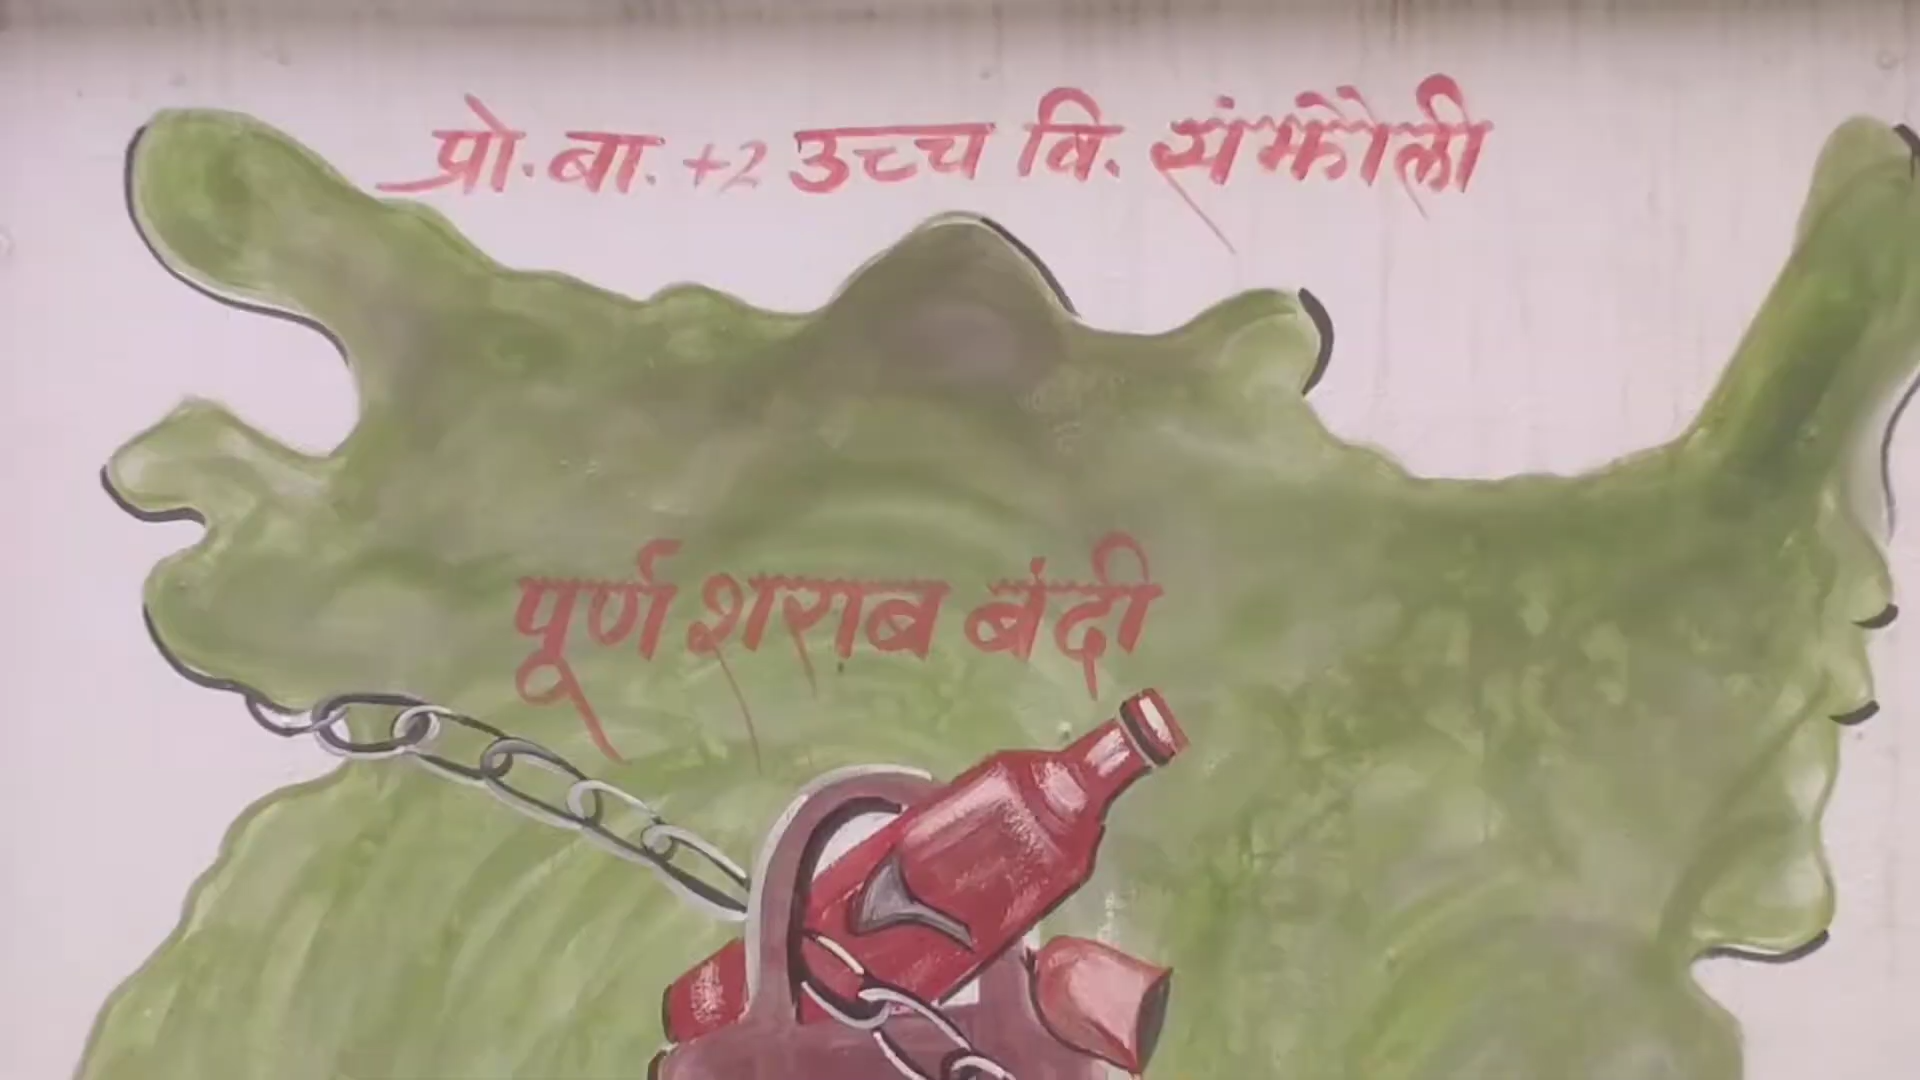 प्रो. बा. +2 उच्च वि. संझौली
पूर्ण शराब बंदी